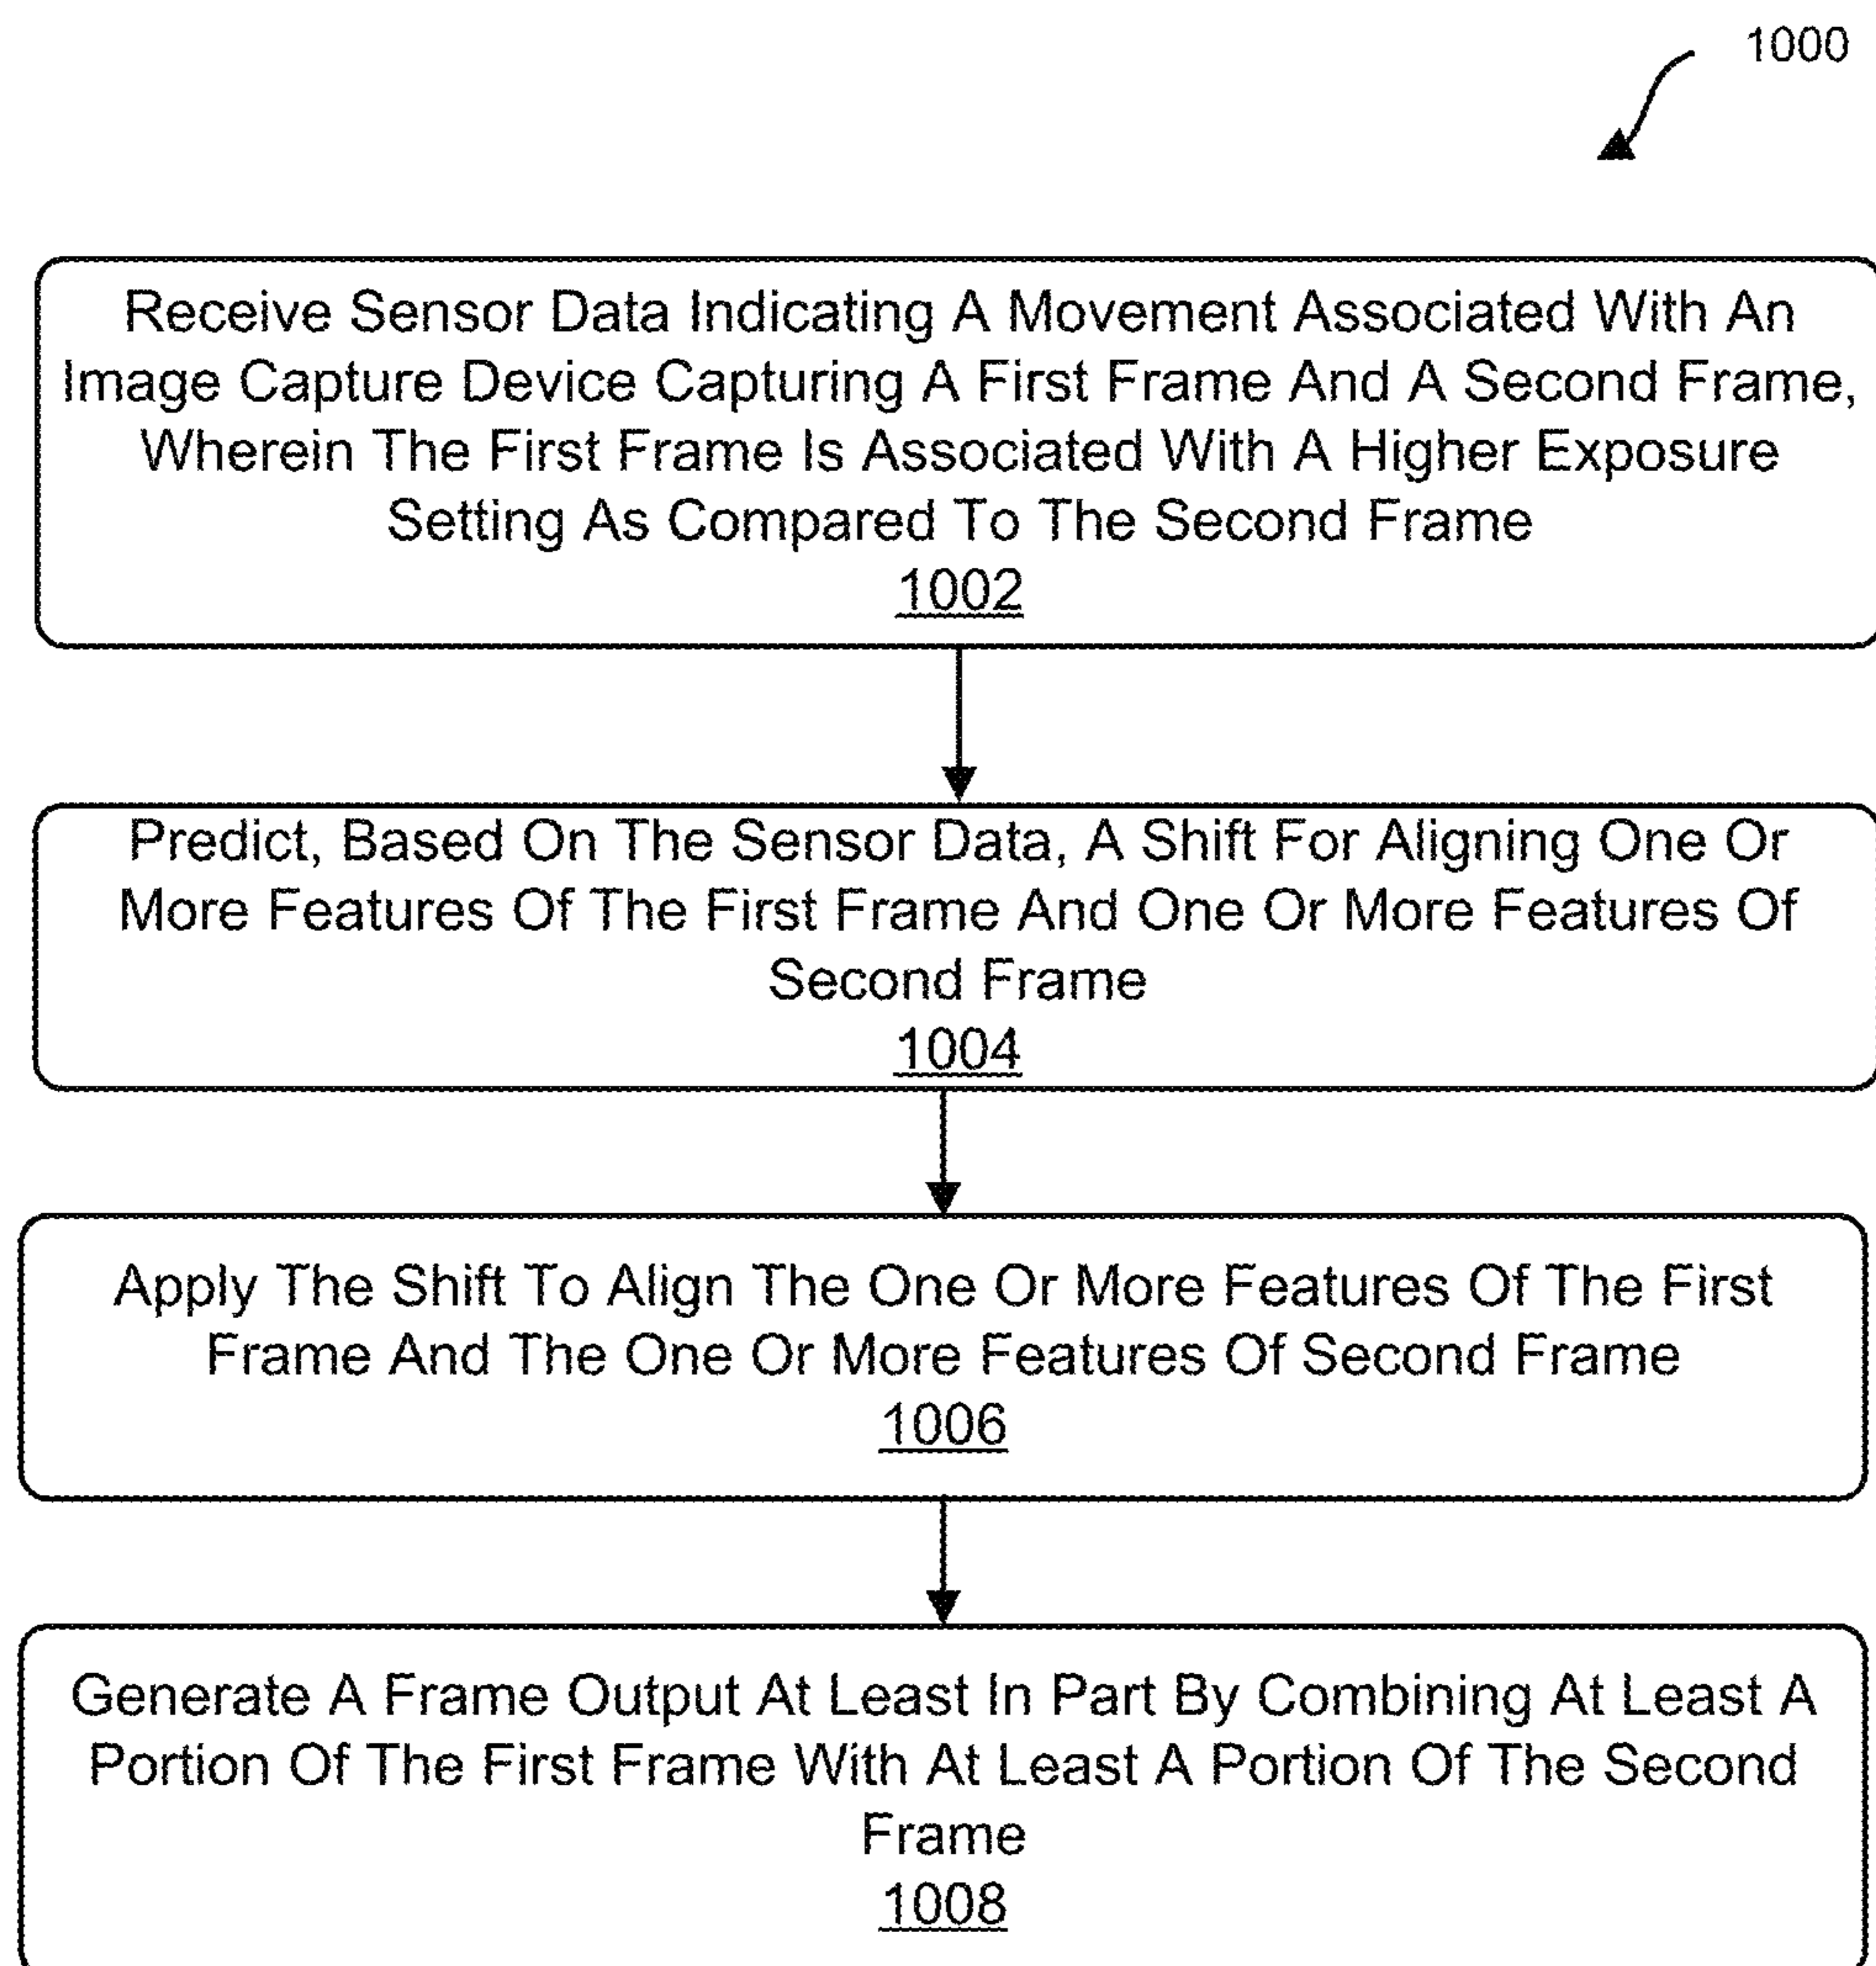 1000
Receive Sensor Data Indicating A Movement Associated With An
Image Capture Device Capturing A First Frame And A Second Frame,
Wherein The First Frame Is Associated With A Higher Exposure
Setting As Compared To The Second Frame
1002
Predict, Based On The Sensor Data, A Shift For Aligning One Or
More Features Of The First Frame And One Or More Features Of
Second Frame
1004
Apply The Shift To Align The One Or More Features Of The First
Frame And The One Or More Features Of Second Frame
1006
Generate A Frame Output At Least In Part By Combining At Least A
Portion Of The First Frame With At Least A Portion Of The Second
Frame
1008